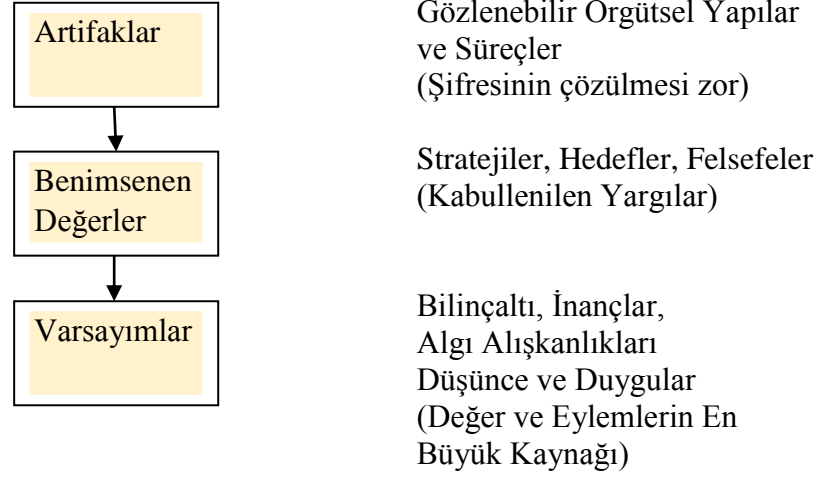 Artifaklar
Gözlenebilir Örgütsel Yapılar
ve Süreçler
(Şifresinin çözülmesi zor)
Benimsenen
Değerler
Stratejiler, Hedefler, Felsefeler
(Kabullenilen Yargılar)
Varsayımlar
Bilinçaltı, İnançlar,
Algı Alışkanlıkları
Düşünce ve Duygular
(Değer ve Eylemlerin En
Büyük Kaynağı)